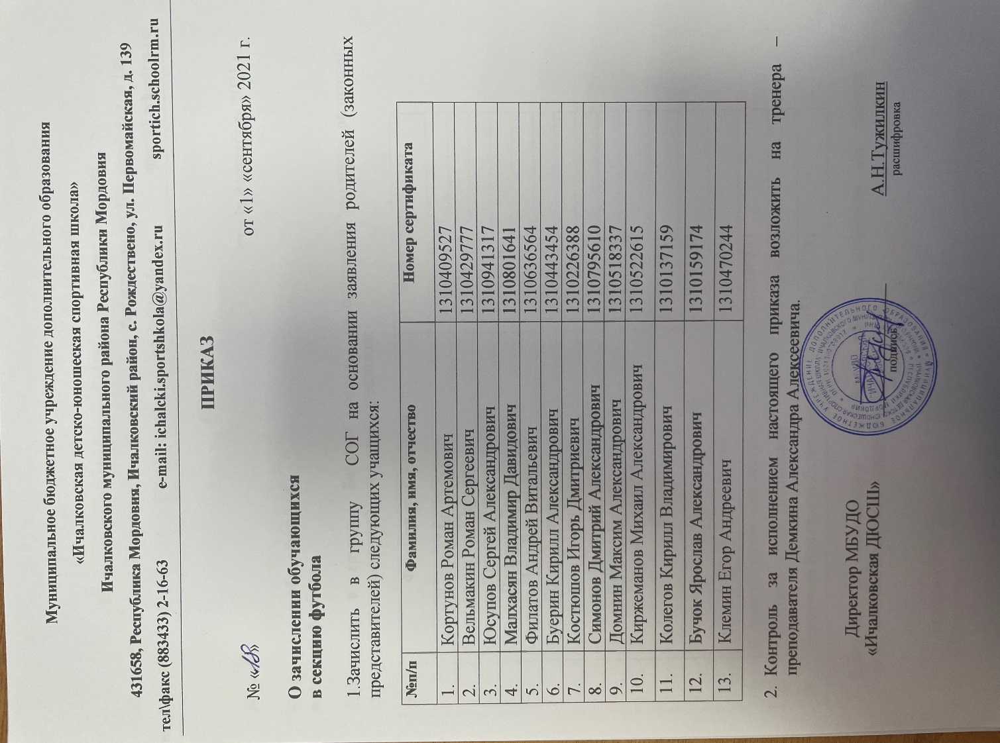 Муниципальное бюджетное учреждение дополнительного образования
«Ичалковская детско-юношеская спортивная школа»
Ичалковского муниципального района Республики Мордовия
431658, Республика Мордовия, Ичалковский район, с. Рождествено, ул. Первомайская, д. 139
тел\факс (883433) 2-16-63 e-mail: ichalcki.sportshkola@yandex.ru sportich.schoolrm.ru
ПРИКАЗ
№ «18» от «1» «сентября» 2021 г.
О зачислении обучающихся
в секцию футбола
1.Зачислить в группу СОГ на основании заявления родителей (законных
представителей) следующих учащихся:
№п/п Фамилия, имя, отчество Номер сертификата
1. Кортунов Роман Артемович 1310409527
2. Вельмакин Роман Сергеевич 1310429777
3. Юсупов Сергей Александрович 1310941317
4. Малхасян Владимир Давидович 1310801641
5. Филатов Андрей Витальевич 1310636564
6. Буерин Кирилл Александрович 1310443454
7. Костюшов Игорь Дмитриевич 1310226388
8. Симонов Дмитрий Александрович 1310795610
9. Домнин Максим Александрович 1310518337
10. Киржеманов Михаил Александрович 1310522615
11. Колегов Кирилл Владимирович 1310137159
12. Бучок Ярослав Александрович 1310159174
13. Клемин Егор Андреевич 1310470244
2. Контроль за исполнением настоящего приказа возложить на тренера –
преподавателя Демкина Александра Алексеевича.
Директор МБУДО
«Ичалковская ДЮСШ» А.Н.Тужилкин
подпись расшифровка
МУНИЦИПАЛЬНОЕ БЮДЖЕТНОЕ УЧРЕЖДЕНИЕ ДОПОЛНИТЕЛЬНОГО ОБРАЗОВАНИЯ